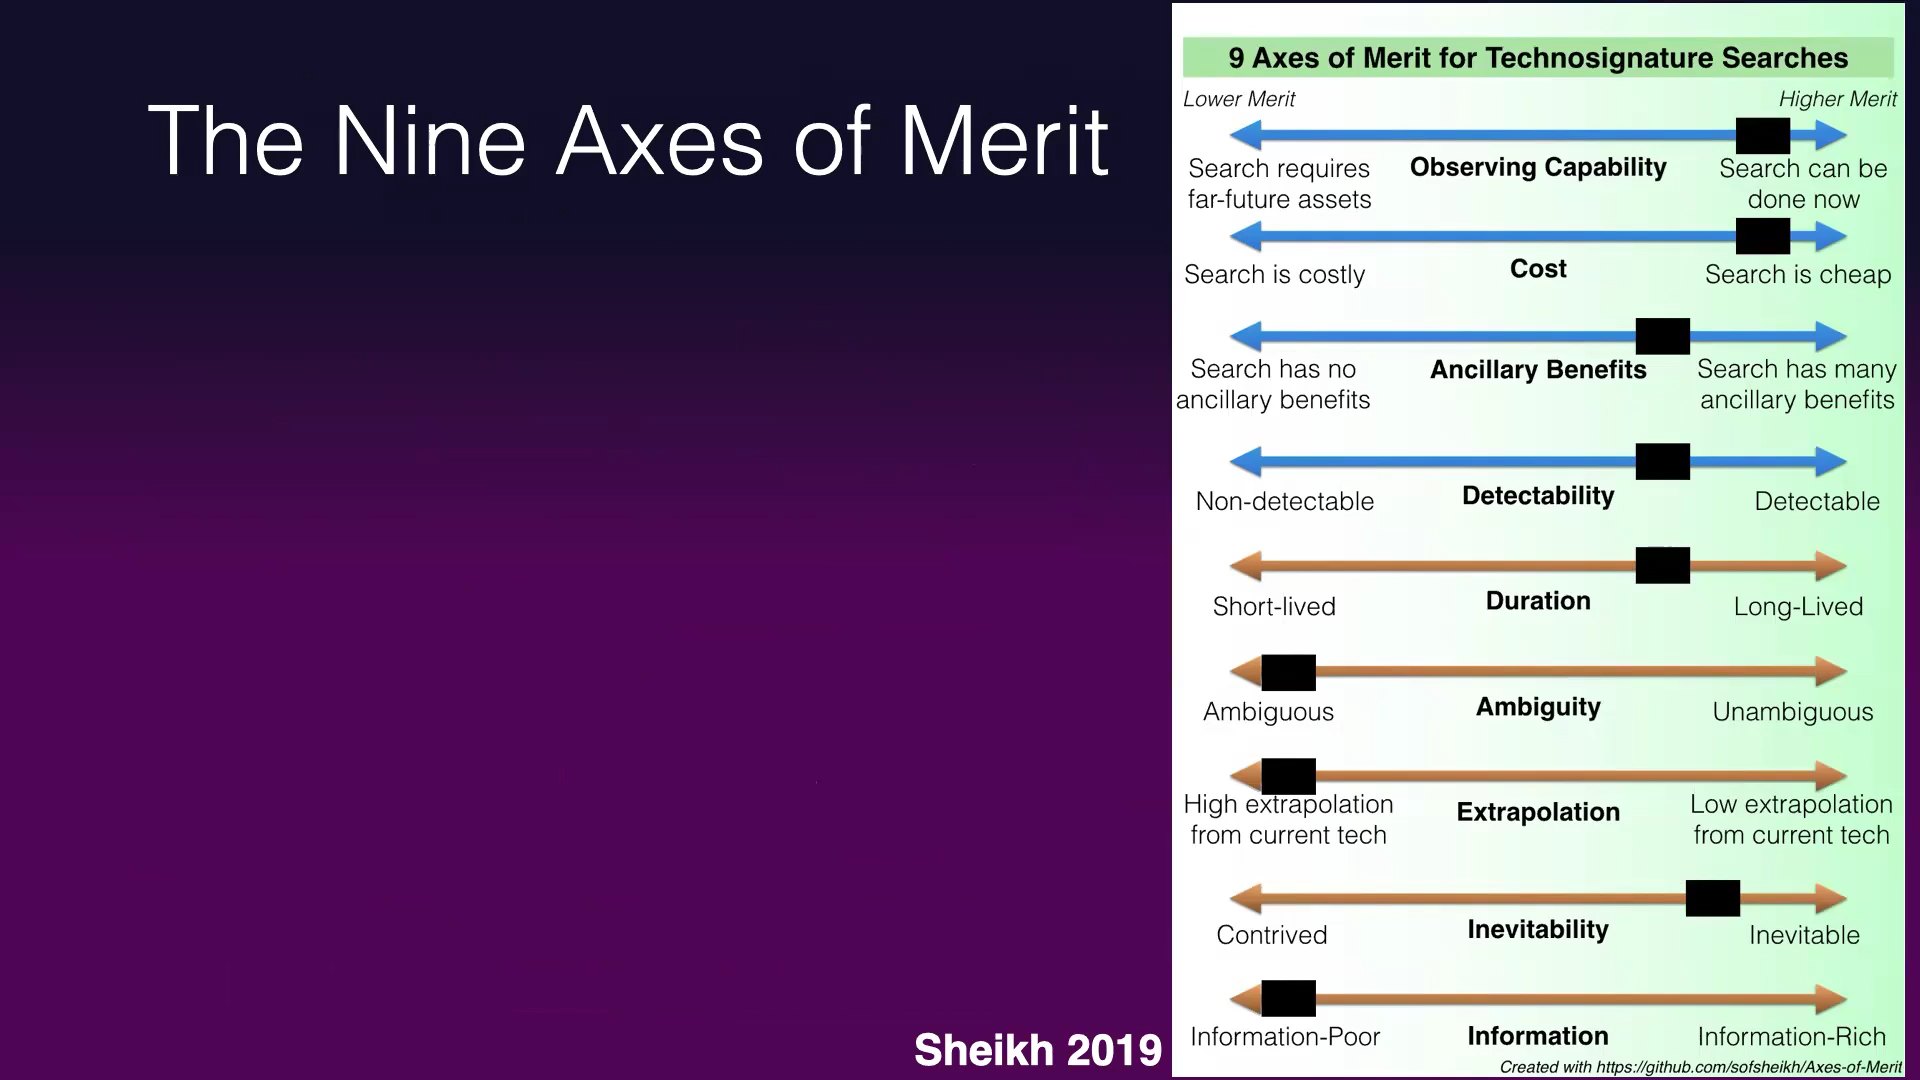 The Nine Axes of Merit
9 Axes of Merit for Technosignature Searches
Lower Merit Higher Merit
Search requires
far-future assets
Observing Capability
Search can be
done now
Search is costly
Cost
Search is cheap
Search has no
ancillary benefits
Ancillary Benefits
Search has many
ancillary benefits
Non-detectable
Detectability
Detectable
Short-lived
Duration
Long-Lived
Ambiguous
Ambiguity
Unambiguous
High extrapolation
from current tech
Extrapolation
Low extrapolation
from current tech
Contrived
Inevitability
Inevitable
Information-Poor
Information
Information-Rich
Sheikh 2019
Created with https://github.com/sofsheikh/Axes-of-Merit